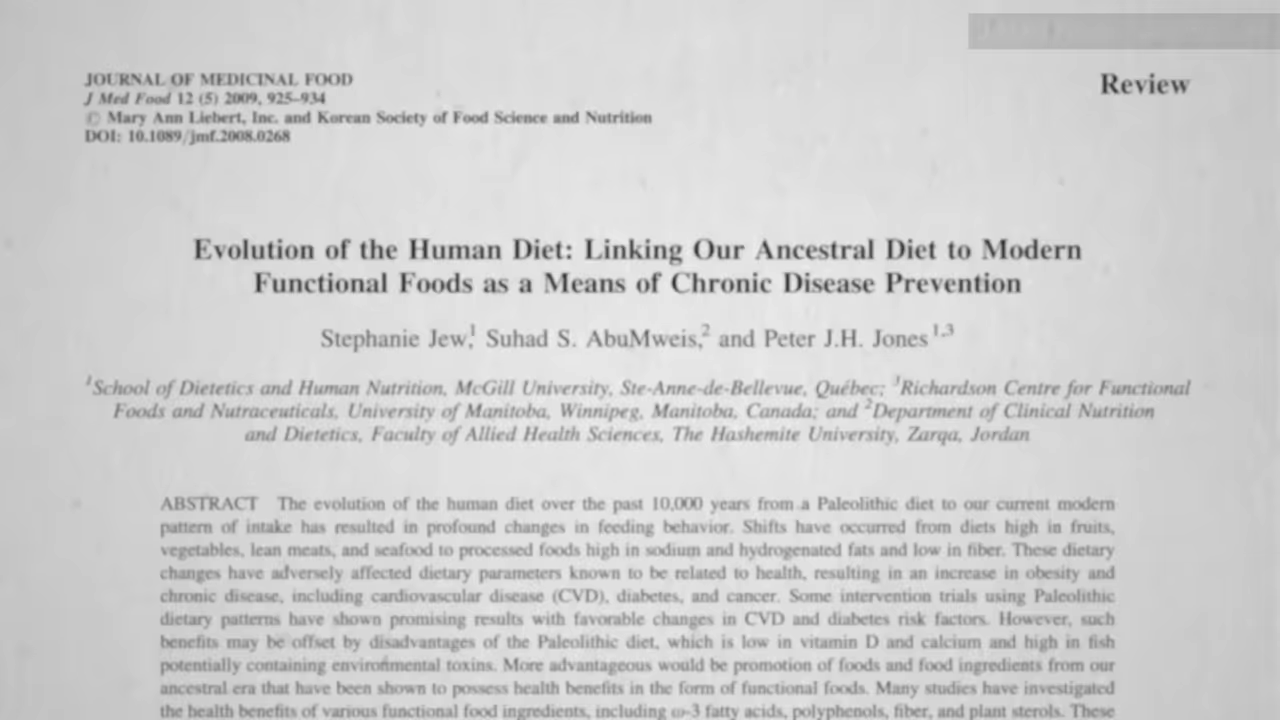 JOURNAL OF MEDICINAL FOOD
J Med Food 12 (5) 2009, 925–934
© Mary Ann Liebert, Inc. and Korean Society of Food Science and Nutrition
DOI: 10.1089/jmf.2008.0268
Review
Evolution of the Human Diet: Linking Our Ancestral Diet to Modern
Functional Foods as a Means of Chronic Disease Prevention
Stephanie Jew,1 Suhad S. AbuMweis,2 and Peter J.H. Jones1,3
1School of Dietetics and Human Nutrition, McGill University, Ste-Anne-de-Bellevue, Québec; 3Richardson Centre for Functional
Foods and Nutraceuticals, University of Manitoba, Winnipeg, Manitoba, Canada; and 2Department of Clinical Nutrition
and Dietetics, Faculty of Allied Health Sciences, The Hashemite University, Zarqa, Jordan
ABSTRACT The evolution of the human diet over the past 10,000 years from a Paleolithic diet to our current modern
pattern of intake has resulted in profound changes in feeding behavior. Shifts have occurred from diets high in fruits,
vegetables, lean meats, and seafood to processed foods high in sodium and hydrogenated fats and low in fiber. These dietary
changes have adversely affected dietary parameters known to be related to health, resulting in an increase in obesity and
chronic disease, including cardiovascular disease (CVD), diabetes, and cancer. Some intervention trials using Paleolithic
dietary patterns have shown promising results with favorable changes in CVD and diabetes risk factors. However, such
benefits may be offset by disadvantages of the Paleolithic diet, which is low in vitamin D and calcium and high in fish
potentially containing environmental toxins. More advantageous would be promotion of foods and food ingredients from our
ancestral era that have been shown to possess health benefits in the form of functional foods. Many studies have investigated
the health benefits of various functional food ingredients, including ω-3 fatty acids, polyphenols, fiber, and plant sterols. These